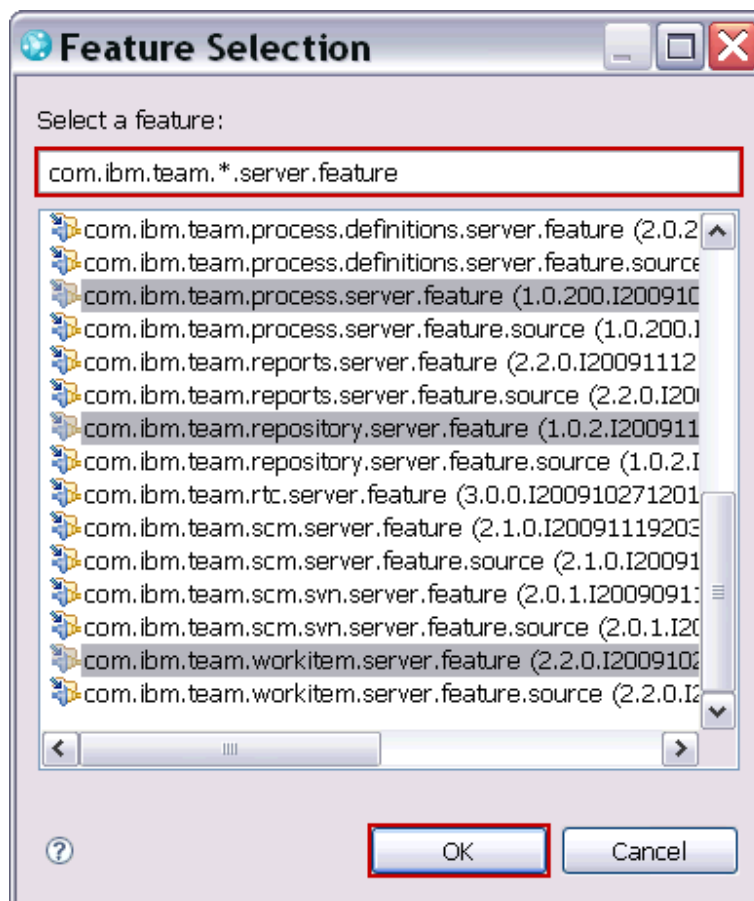 Feature Selection
Select a feature:
com.ibm.team.*.server.feature
com.ibm.team.process.definitions.server.feature (2.0.2
com.ibm.team.process.definitions.server.feature.source
com.ibm.team.process.server.feature (1.0.200.I200910
com.ibm.team.process.server.feature.source (1.0.200.I
com.ibm.team.reports.server.feature (2.2.0.I20091112
com.ibm.team.reports.server.feature.source (2.2.0.I20
com.ibm.team.repository.server.feature (1.0.2.I200911
com.ibm.team.repository.server.feature.source (1.0.2.I
com.ibm.team.rtc.server.feature (3.0.0.I200910271201
com.ibm.team.scm.server.feature (2.1.0.I20091119203
com.ibm.team.scm.server.feature.source (2.1.0.I20091
com.ibm.team.scm.svn.server.feature (2.0.1.I20090911
com.ibm.team.scm.svn.server.feature.source (2.0.1.I20
com.ibm.team.workitem.server.feature (2.2.0.I2009102
com.ibm.team.workitem.server.feature.source (2.2.0.I2
OK Cancel